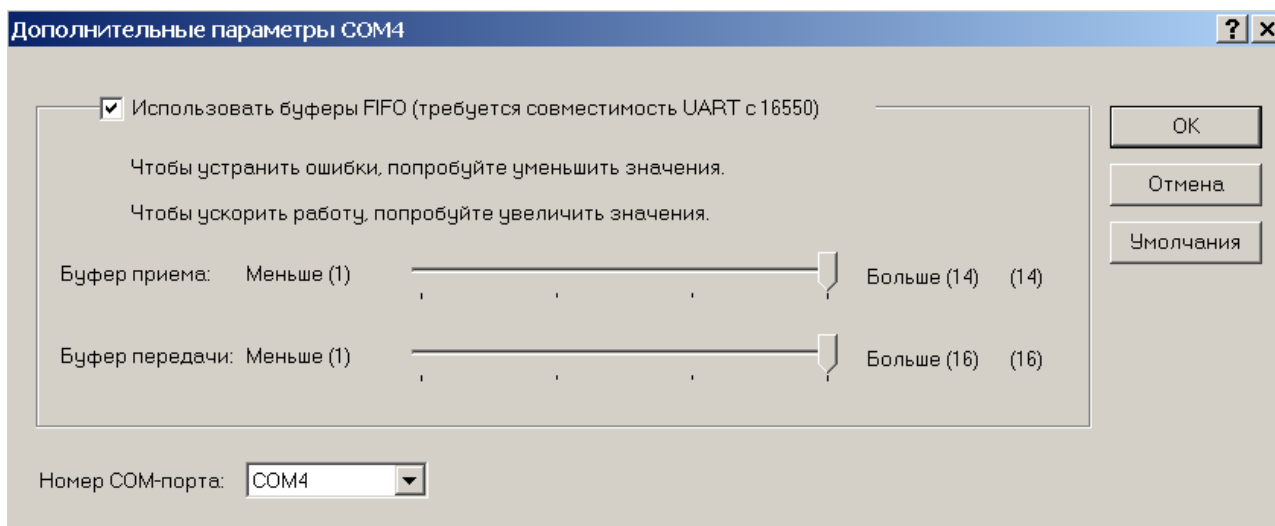 Дополнительные параметры COM4
Использовать буферы FIFO (требуется совместимость UART с 16550)
OK
Чтобы устранить ошибки, попробуйте уменьшить значения.
Отмена
Чтобы ускорить работу, попробуйте увеличить значения.
Умолчания
Буфер приема: Меньше (1) Больше (14) (14)
Буфер передачи: Меньше (1) Больше (16) (16)
Номер COM-порта: COM4